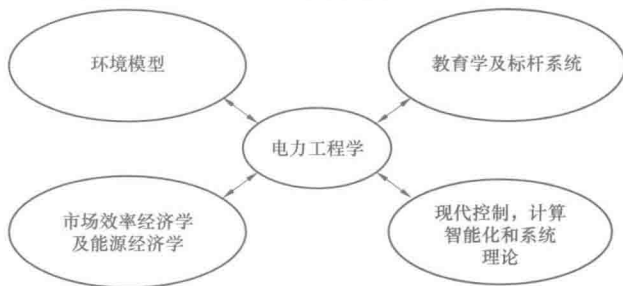 环境模型
教育学及标杆系统
电力工程学
市场效率经济学
及能源经济学
现代控制，计算
智能化和系统
理论